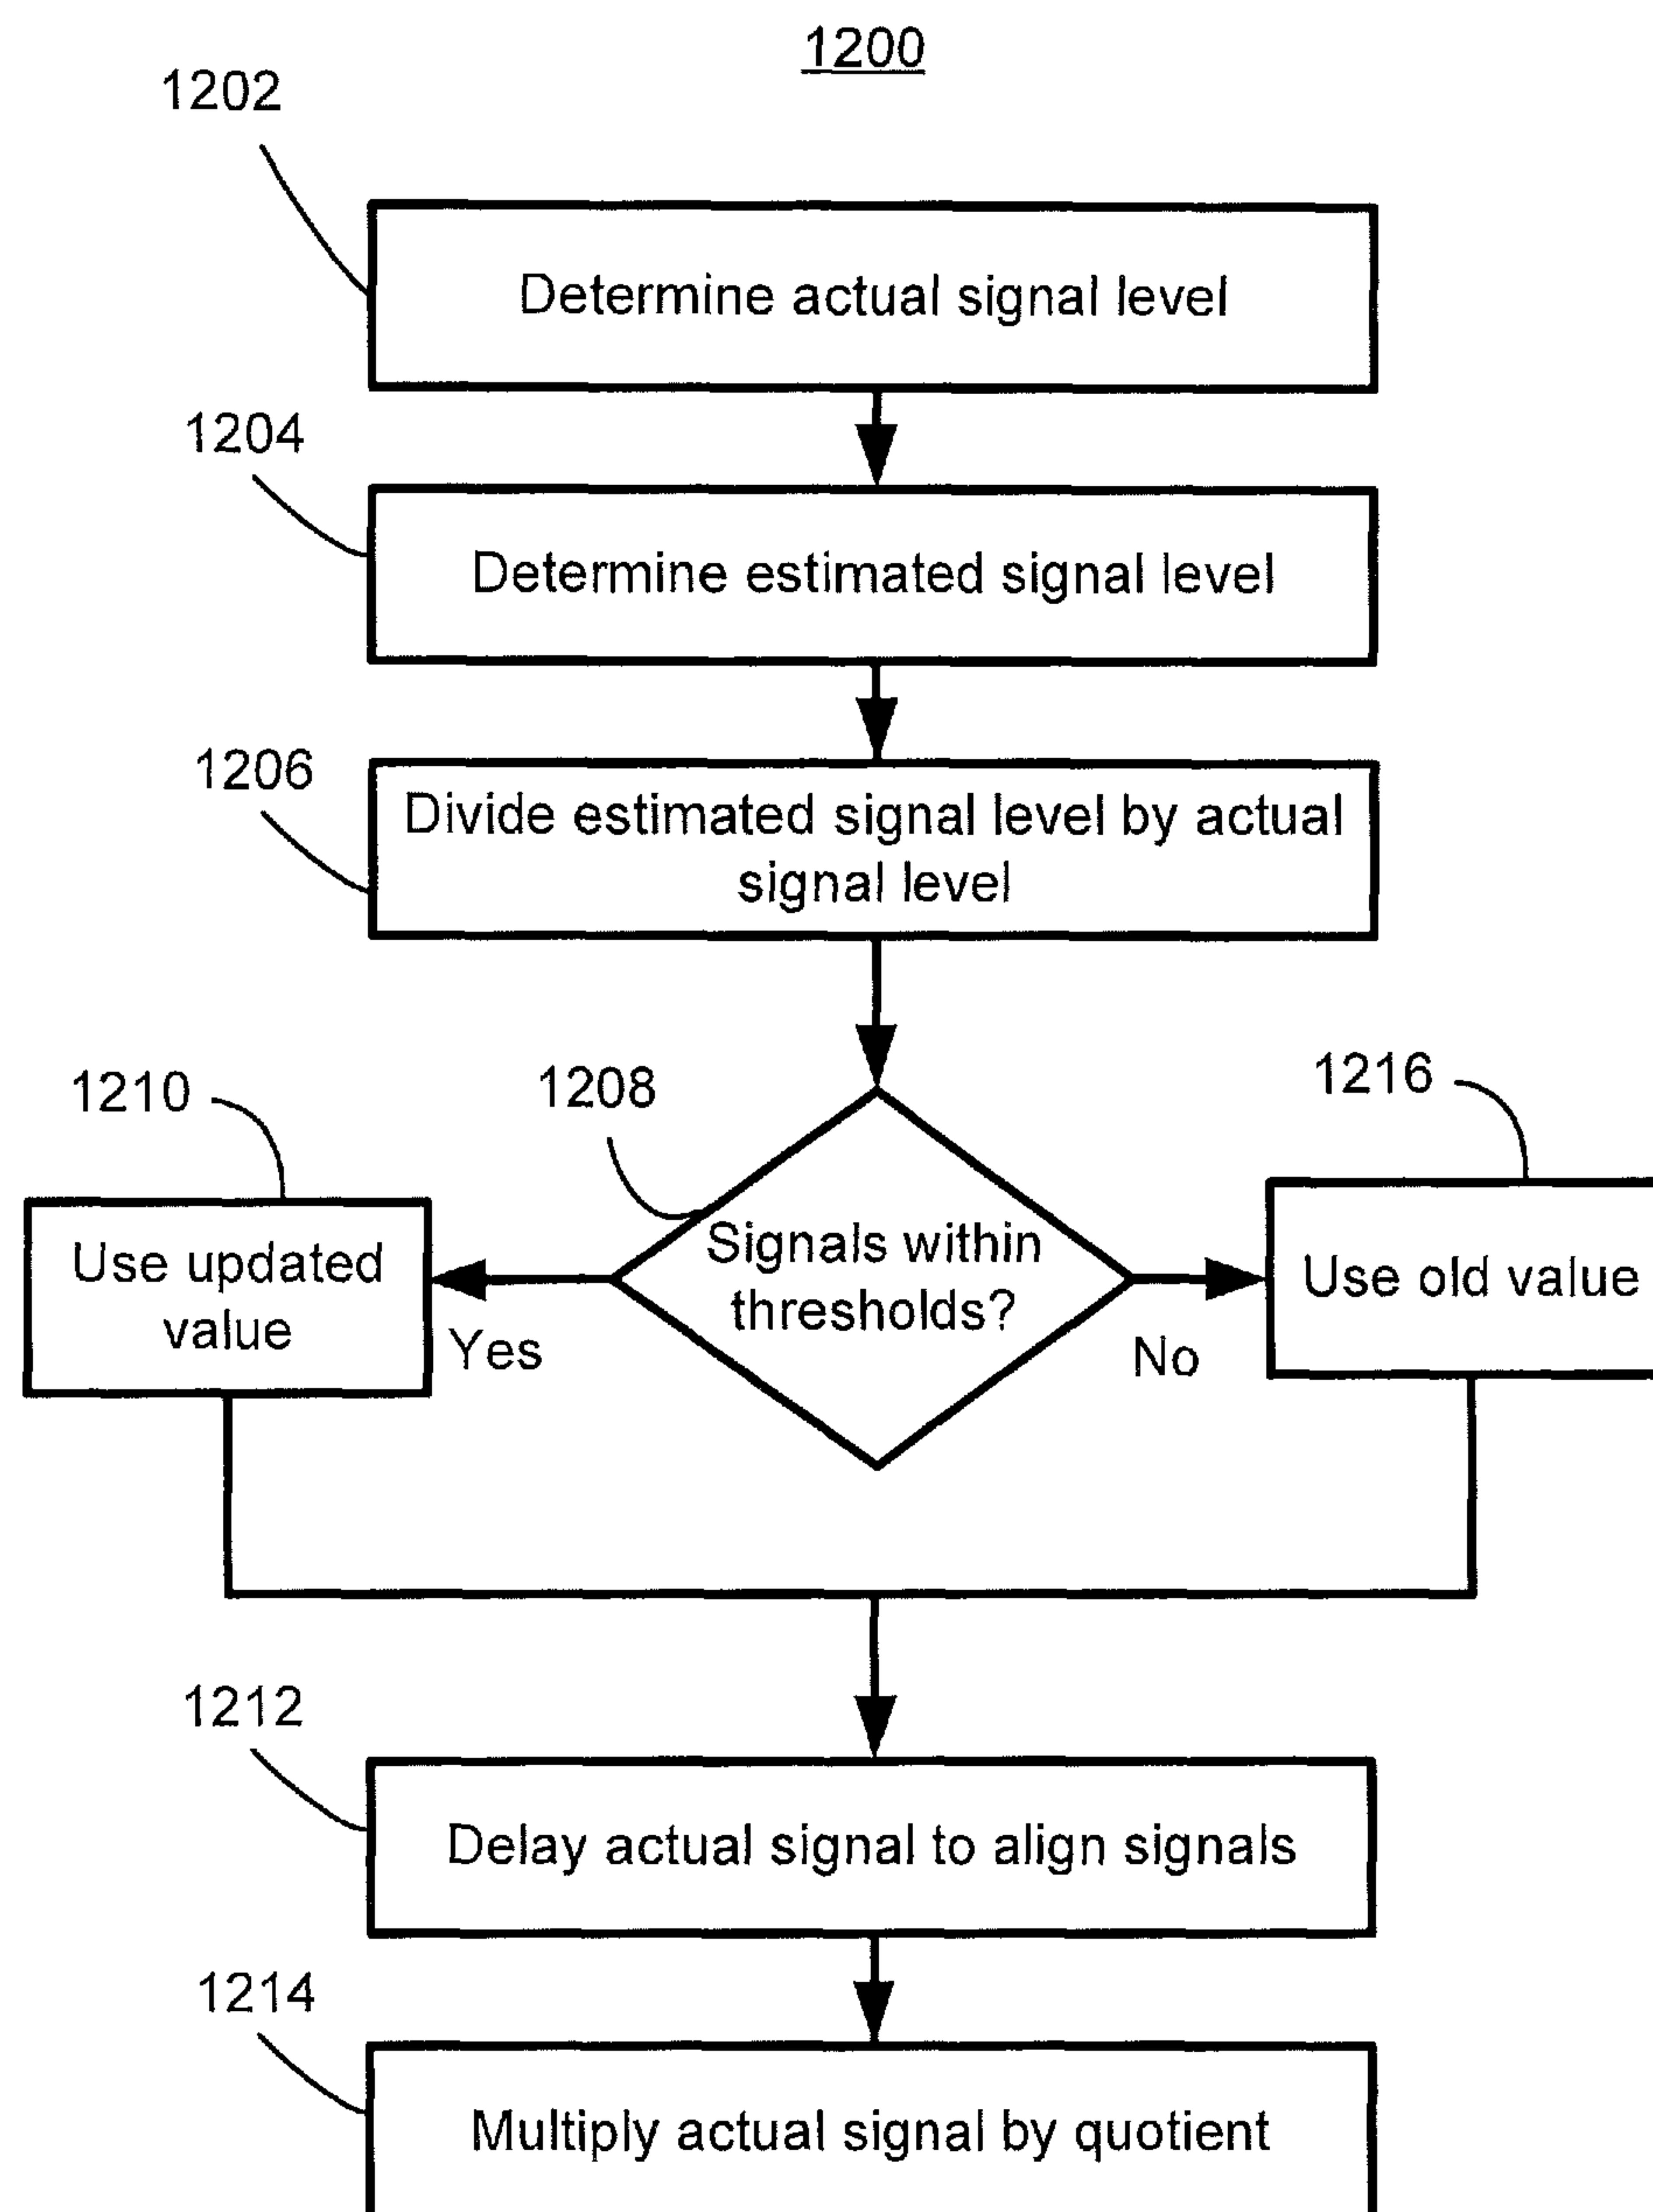 1200
1202
Determine actual signal level
1204
Determine estimated signal level
1206
Divide estimated signal level by actual
signal level
1210
1208
1216
Use updated
value
Yes
Signals within
thresholds?
No
Use old value
1212
Delay actual signal to align signals
1214
Multiply actual signal by quotient